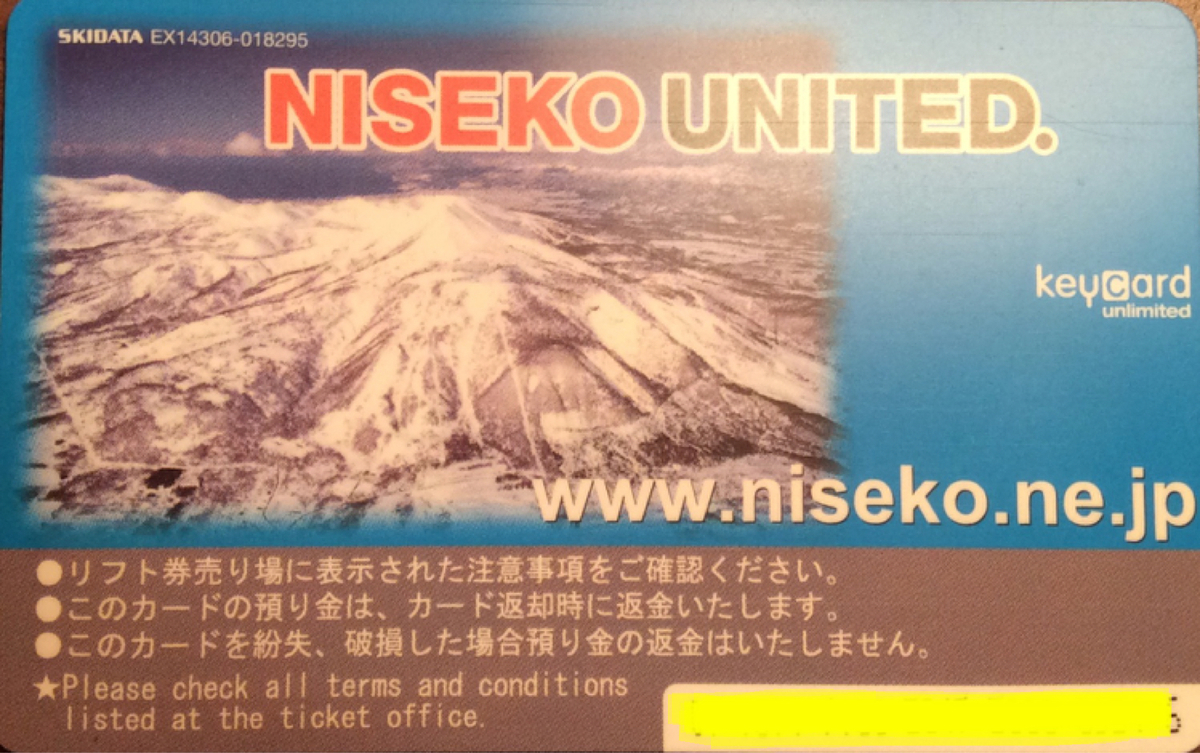 SKIDATA EX14306-018295
NISEKO UNITED.
keycard
unlimited
www.niseko.ne.jp
●リフト券売り場に表示された注意事項をご確認ください。
●このカードの預り金は、カード返却時に返金いたします。
●このカードを紛失、破損した場合預り金の返金はいたしません。
★Please check all terms and conditions
listed at the ticket office.